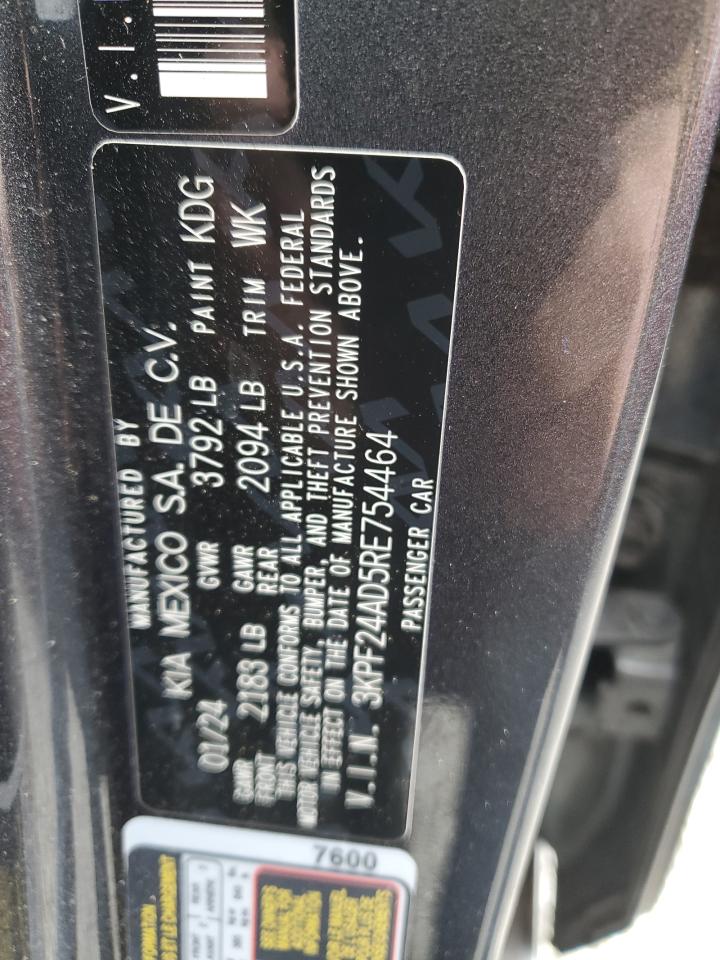 MANUFACTURED BY
KIA MEXICO S.A. DE C.V.
01/24 GVWR 3792 LB PAINT KDG
GAWR FRONT 2183 LB GAWR REAR 2094 LB TRIM WK
THIS VEHICLE CONFORMS TO ALL APPLICABLE U.S.A. FEDERAL
MOTOR VEHICLE SAFETY, BUMPER, AND THEFT PREVENTION STANDARDS
IN EFFECT ON THE DATE OF MANUFACTURE SHOWN ABOVE.
V.I.N. 3KPF24AD5RE754464
PASSENGER CAR
V.I.
7600